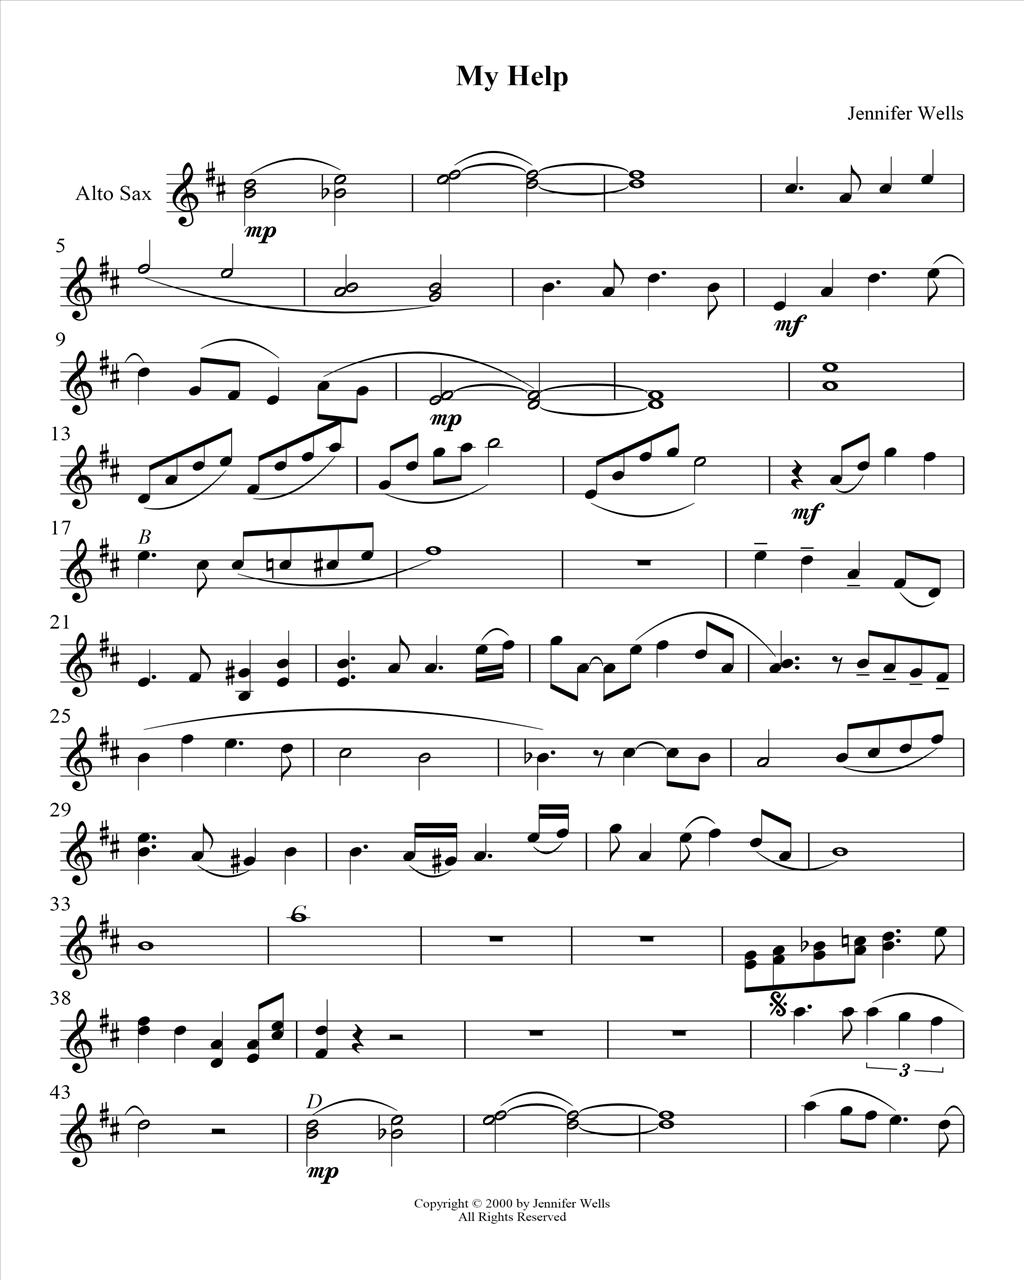 My Help
Jennifer Wells
Alto Sax
mp
5
mf
9
mp
13
mf
17
B
21
25
29
33
C
38
3
43
D
mp
Copyright © 2000 by Jennifer Wells
All Rights Reserved